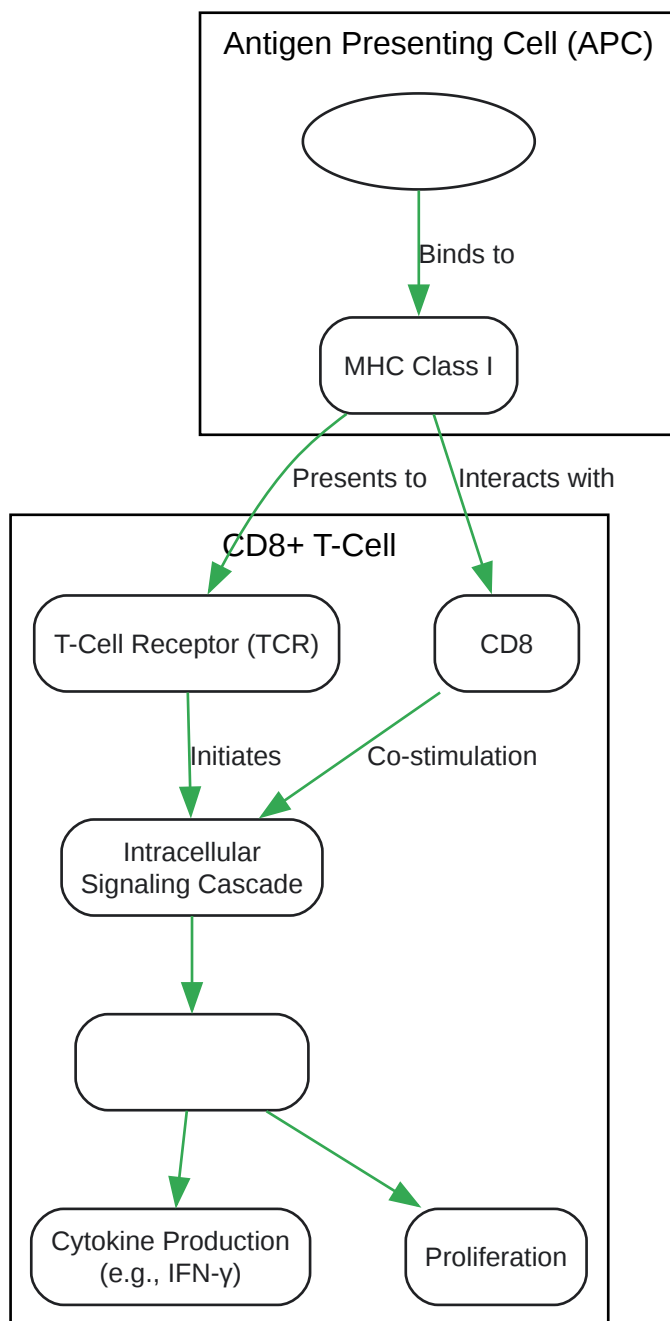 Antigen Presenting Cell (APC)
Binds to
MHC Class I
Presents to
Interacts with
CD8+ T-Cell
T-Cell Receptor (TCR)
CD8
Initiates
Co-stimulation
Intracellular
Signaling Cascade
Cytokine Production
(e.g., IFN-γ)
Proliferation